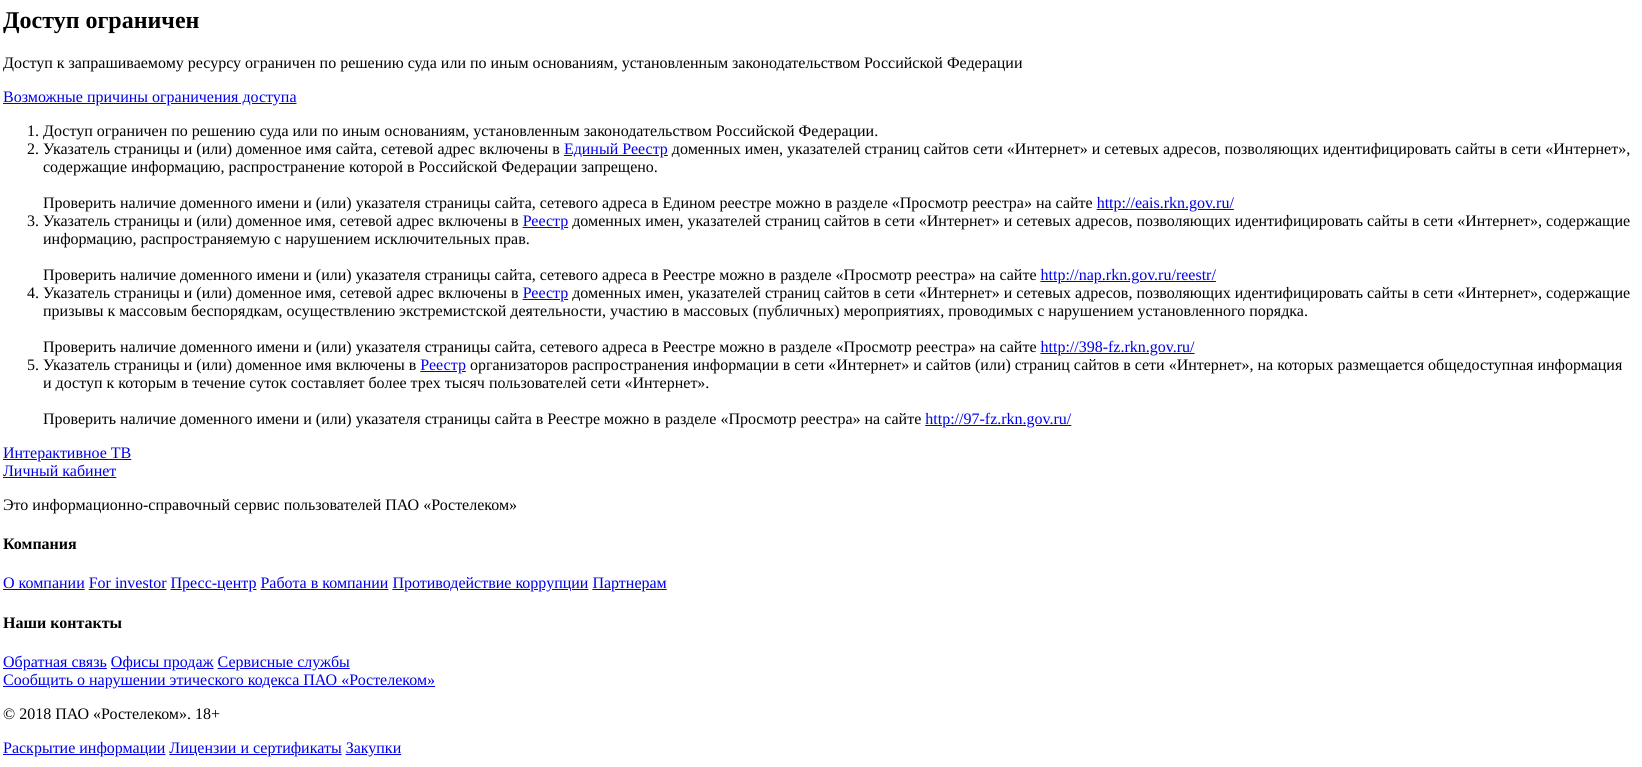 Доступ ограничен
Доступ к запрашиваемому ресурсу ограничен по решению суда или по иным основаниям, установленным законодательством Российской Федерации
Возможные причины ограничения доступа
1. Доступ ограничен по решению суда или по иным основаниям, установленным законодательством Российской Федерации.
2. Указатель страницы и (или) доменное имя сайта, сетевой адрес включены в Единый Реестр доменных имен, указателей страниц сайтов сети «Интернет» и сетевых адресов, позволяющих идентифицировать сайты в сети «Интернет»,
содержащие информацию, распространение которой в Российской Федерации запрещено.
Проверить наличие доменного имени и (или) указателя страницы сайта, сетевого адреса в Едином реестре можно в разделе «Просмотр реестра» на сайте http://eais.rkn.gov.ru/
3. Указатель страницы и (или) доменное имя, сетевой адрес включены в Реестр доменных имен, указателей страниц сайтов в сети «Интернет» и сетевых адресов, позволяющих идентифицировать сайты в сети «Интернет», содержащие
информацию, распространяемую с нарушением исключительных прав.
Проверить наличие доменного имени и (или) указателя страницы сайта, сетевого адреса в Реестре можно в разделе «Просмотр реестра» на сайте http://nap.rkn.gov.ru/reestr/
4. Указатель страницы и (или) доменное имя, сетевой адрес включены в Реестр доменных имен, указателей страниц сайтов в сети «Интернет» и сетевых адресов, позволяющих идентифицировать сайты в сети «Интернет», содержащие
призывы к массовым беспорядкам, осуществлению экстремистской деятельности, участию в массовых (публичных) мероприятиях, проводимых с нарушением установленного порядка.
Проверить наличие доменного имени и (или) указателя страницы сайта, сетевого адреса в Реестре можно в разделе «Просмотр реестра» на сайте http://398-fz.rkn.gov.ru/
5. Указатель страницы и (или) доменное имя включены в Реестр организаторов распространения информации в сети «Интернет» и сайтов (или) страниц сайтов в сети «Интернет», на которых размещается общедоступная информация
и доступ к которым в течение суток составляет более трех тысяч пользователей сети «Интернет».
Проверить наличие доменного имени и (или) указателя страницы сайта в Реестре можно в разделе «Просмотр реестра» на сайте http://97-fz.rkn.gov.ru/
Интерактивное ТВ
Личный кабинет
Это информационно-справочный сервис пользователей ПАО «Ростелеком»
Компания
О компании For investor Пресс-центр Работа в компании Противодействие коррупции Партнерам
Наши контакты
Обратная связь Офисы продаж Сервисные службы
Сообщить о нарушении этического кодекса ПАО «Ростелеком»
© 2018 ПАО «Ростелеком». 18+
Раскрытие информации Лицензии и сертификаты Закупки